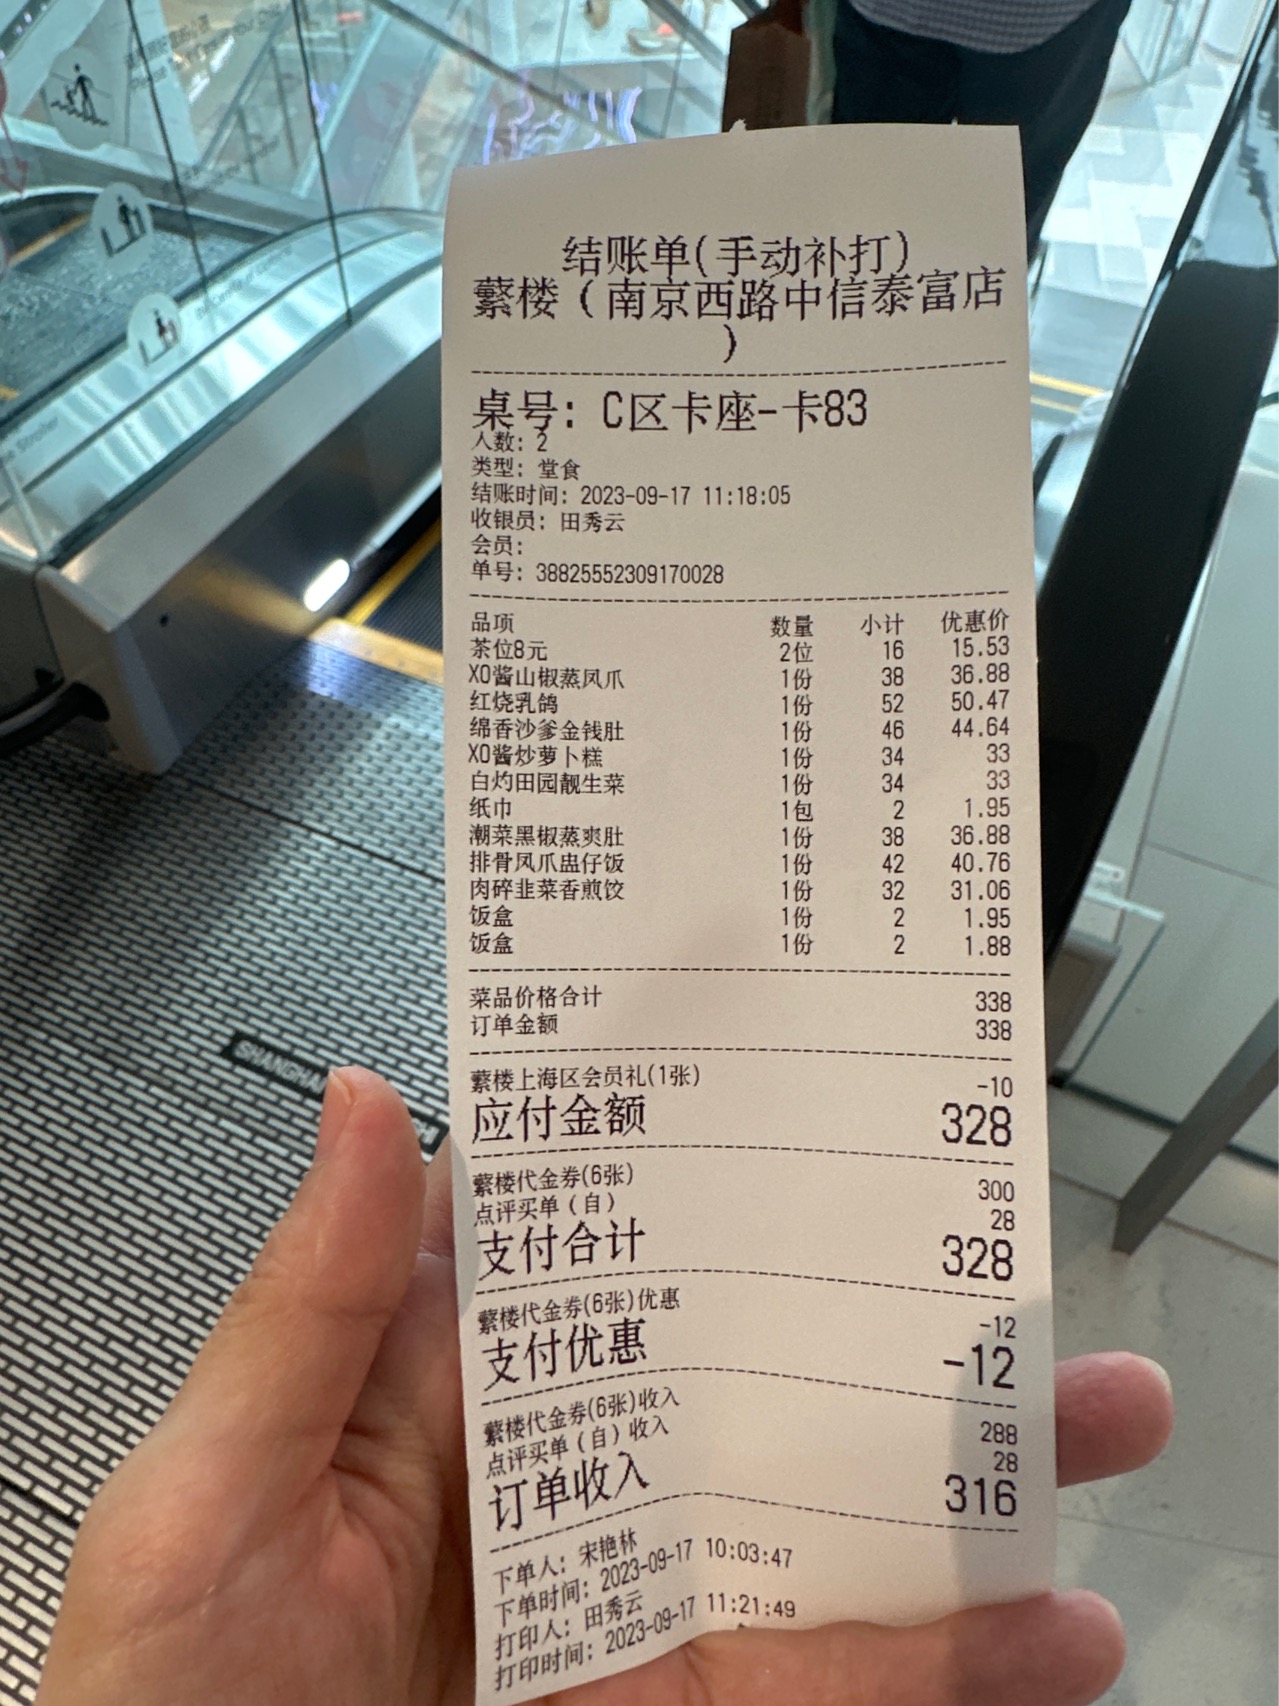 结账单(手动补打)
蘩楼（南京西路中信泰富店
)
桌号: C区卡座-卡83
人数: 2
类型: 堂食
结账时间: 2023-09-17 11:18:05
收银员: 田秀云
会员:
单号: 38825552309170028
品项 数量 小计 优惠价
茶位8元 2位 16 15.53
XO酱山椒蒸凤爪 1份 38 36.88
红烧乳鸽 1份 52 50.47
绵香沙爹金钱肚 1份 46 44.64
XO酱炒萝卜糕 1份 34 33
白灼田园靓生菜 1份 34 33
纸巾 1包 2 1.95
潮菜黑椒蒸爽肚 1份 38 36.88
排骨凤爪盅仔饭 1份 42 40.76
肉碎韭菜香煎饺 1份 32 31.06
饭盒 1份 2 1.95
饭盒 1份 2 1.88
菜品价格合计 338
订单金额 338
蘩楼上海区会员礼(1张) -10
应付金额 328
蘩楼代金券(6张) 300
点评买单（自） 28
支付合计 328
蘩楼代金券(6张)优惠 -12
支付优惠 -12
蘩楼代金券(6张)收入 288
点评买单（自）收入 28
订单收入 316
下单人: 宋艳林
下单时间: 2023-09-17 10:03:47
打印人: 田秀云
打印时间: 2023-09-17 11:21:49
SHANGHAI